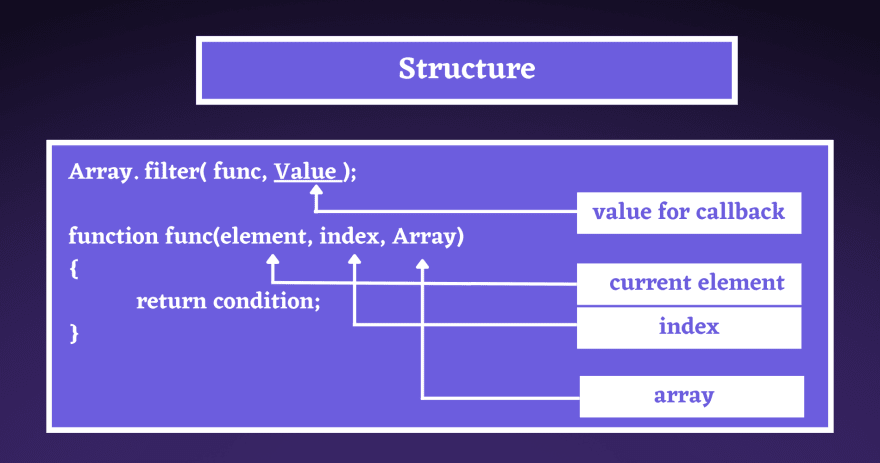 Structure
Array. filter( func, Value );
value for callback
function func(element, index, Array)
{
current element
return condition;
index
}
array